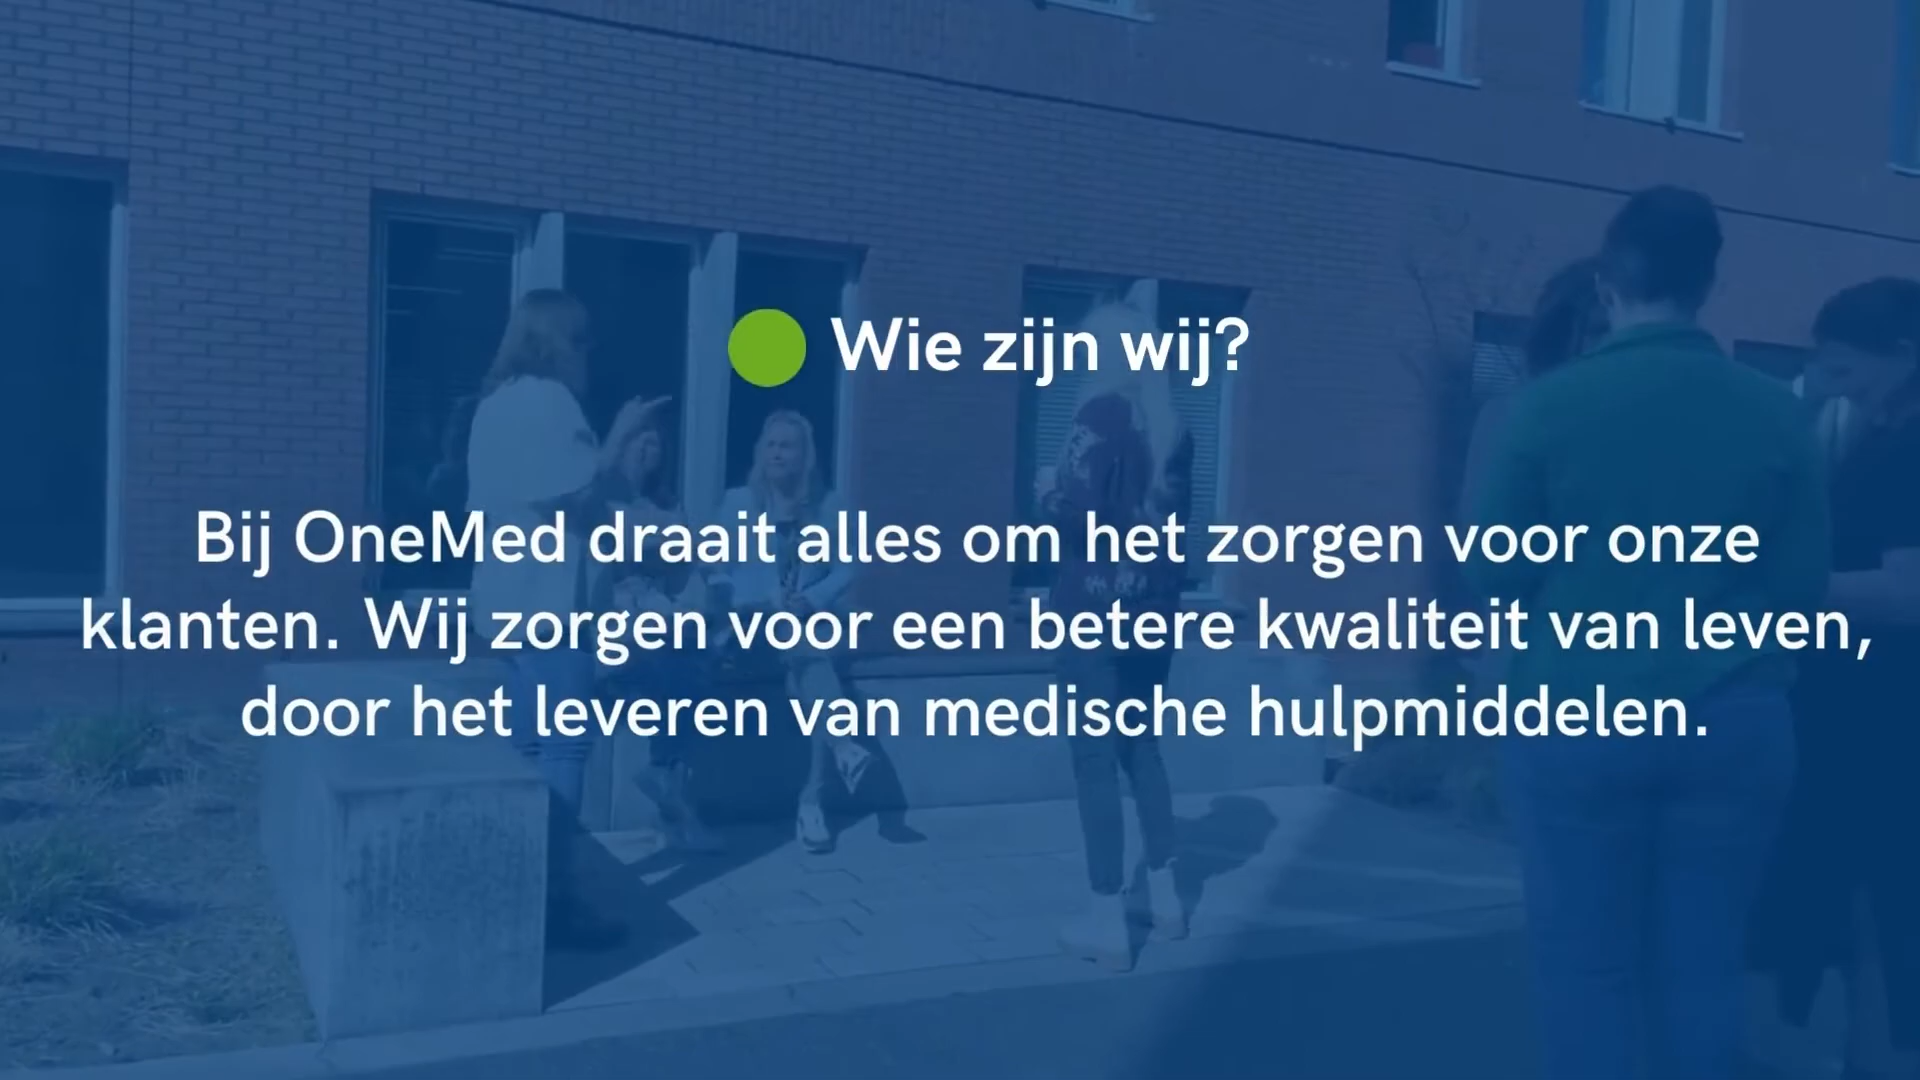 Wie zijn wij?
Bij OneMed draait alles om het zorgen voor onze
klanten. Wij zorgen voor een betere kwaliteit van leven,
door het leveren van medische hulpmiddelen.